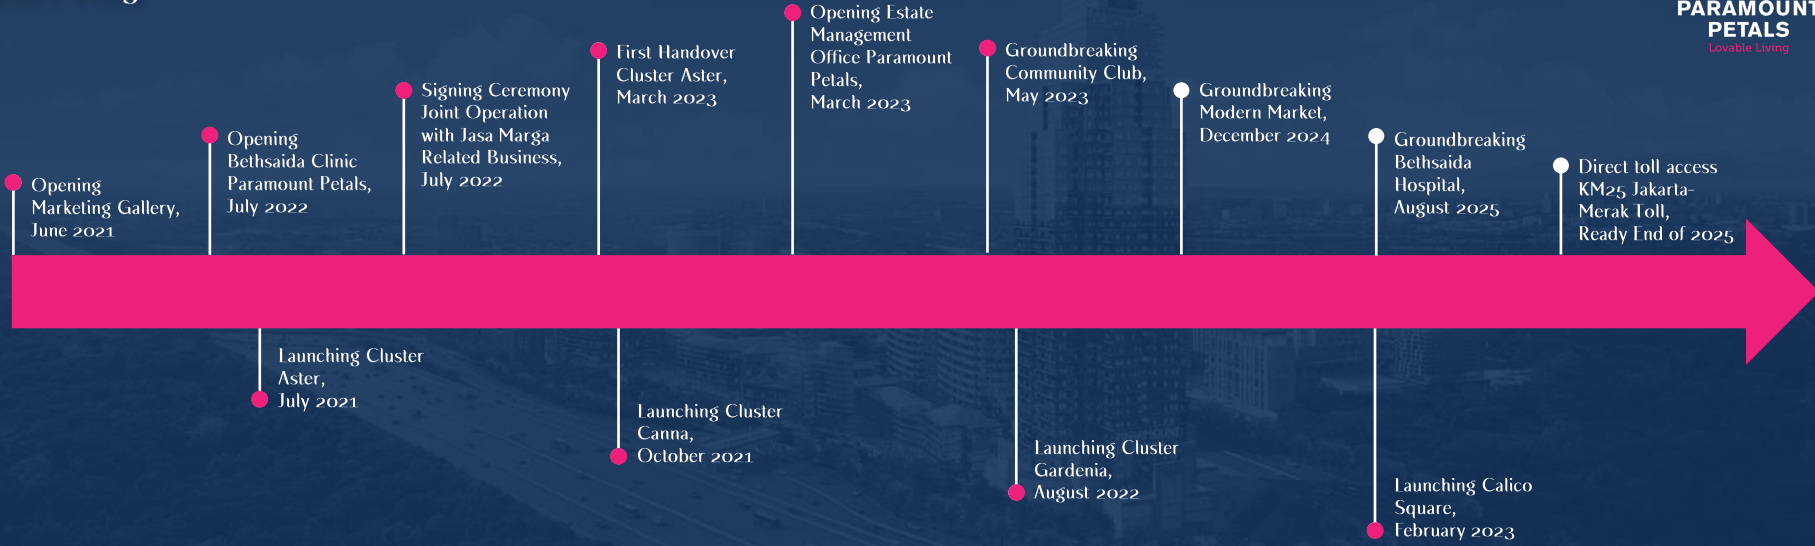 PARAMOUNT
PETALS
Lovable Living
Opening
Marketing Gallery,
June 2021
Opening
Bethsaida Clinic
Paramount Petals,
July 2022
Signing Ceremony
Joint Operation
with Jasa Marga
Related Business,
July 2022
First Handover
Cluster Aster,
March 2023
Opening Estate
Management
Office Paramount
Petals,
March 2023
Groundbreaking
Community Club,
May 2023
Groundbreaking
Modern Market,
December 2024
Groundbreaking
Bethsaida
Hospital,
August 2025
Direct toll access
KM25 Jakarta-
Merak Toll,
Ready End of 2025
Launching Cluster
Aster,
July 2021
Launching Cluster
Canna,
October 2021
Launching Cluster
Gardenia,
August 2022
Launching Calico
Square,
February 2023